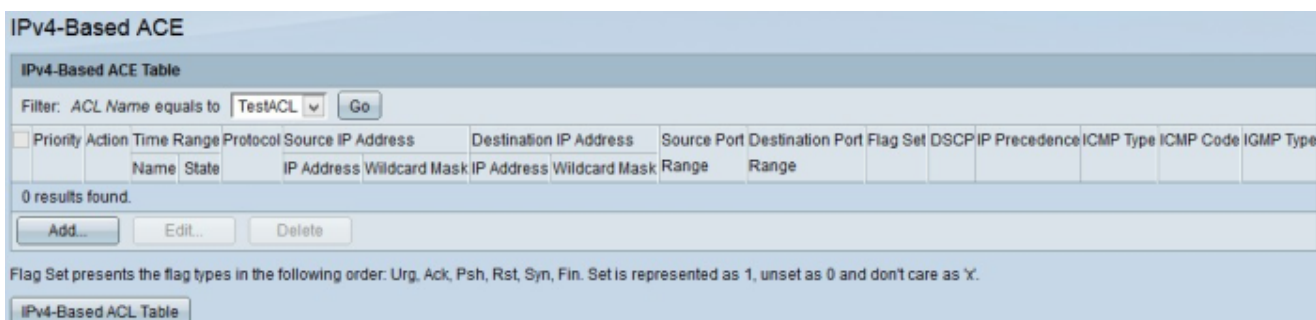 IPv4-Based ACE
IPv4-Based ACE Table
Filter: ACL Name equals to TestACL Go
Priority Action Time Range Protocol Source IP Address Destination IP Address Source Port Destination Port Flag Set DSCP IP Precedence ICMP Type ICMP Code IGMP Type
Name State IP Address Wildcard Mask IP Address Wildcard Mask Range Range
0 results found.
Add... Edit... Delete
Flag Set presents the flag types in the following order: Urg, Ack, Psh, Rst, Syn, Fin. Set is represented as 1, unset as 0 and don't care as 'x'.
IPv4-Based ACL Table